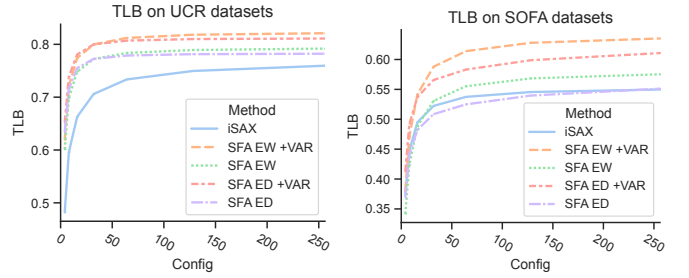 TLB on UCR datasets
TLB
0.8
0.7
0.6
0.5
Method
iSAX
SFA EW +VAR
SFA EW
SFA ED +VAR
SFA ED
0
50
100
150
200
250
Config
TLB on SOFA datasets
TLB
0.60
0.55
0.50
0.45
0.40
0.35
Method
iSAX
SFA EW +VAR
SFA EW
SFA ED +VAR
SFA ED
0
50
100
150
200
250
Config